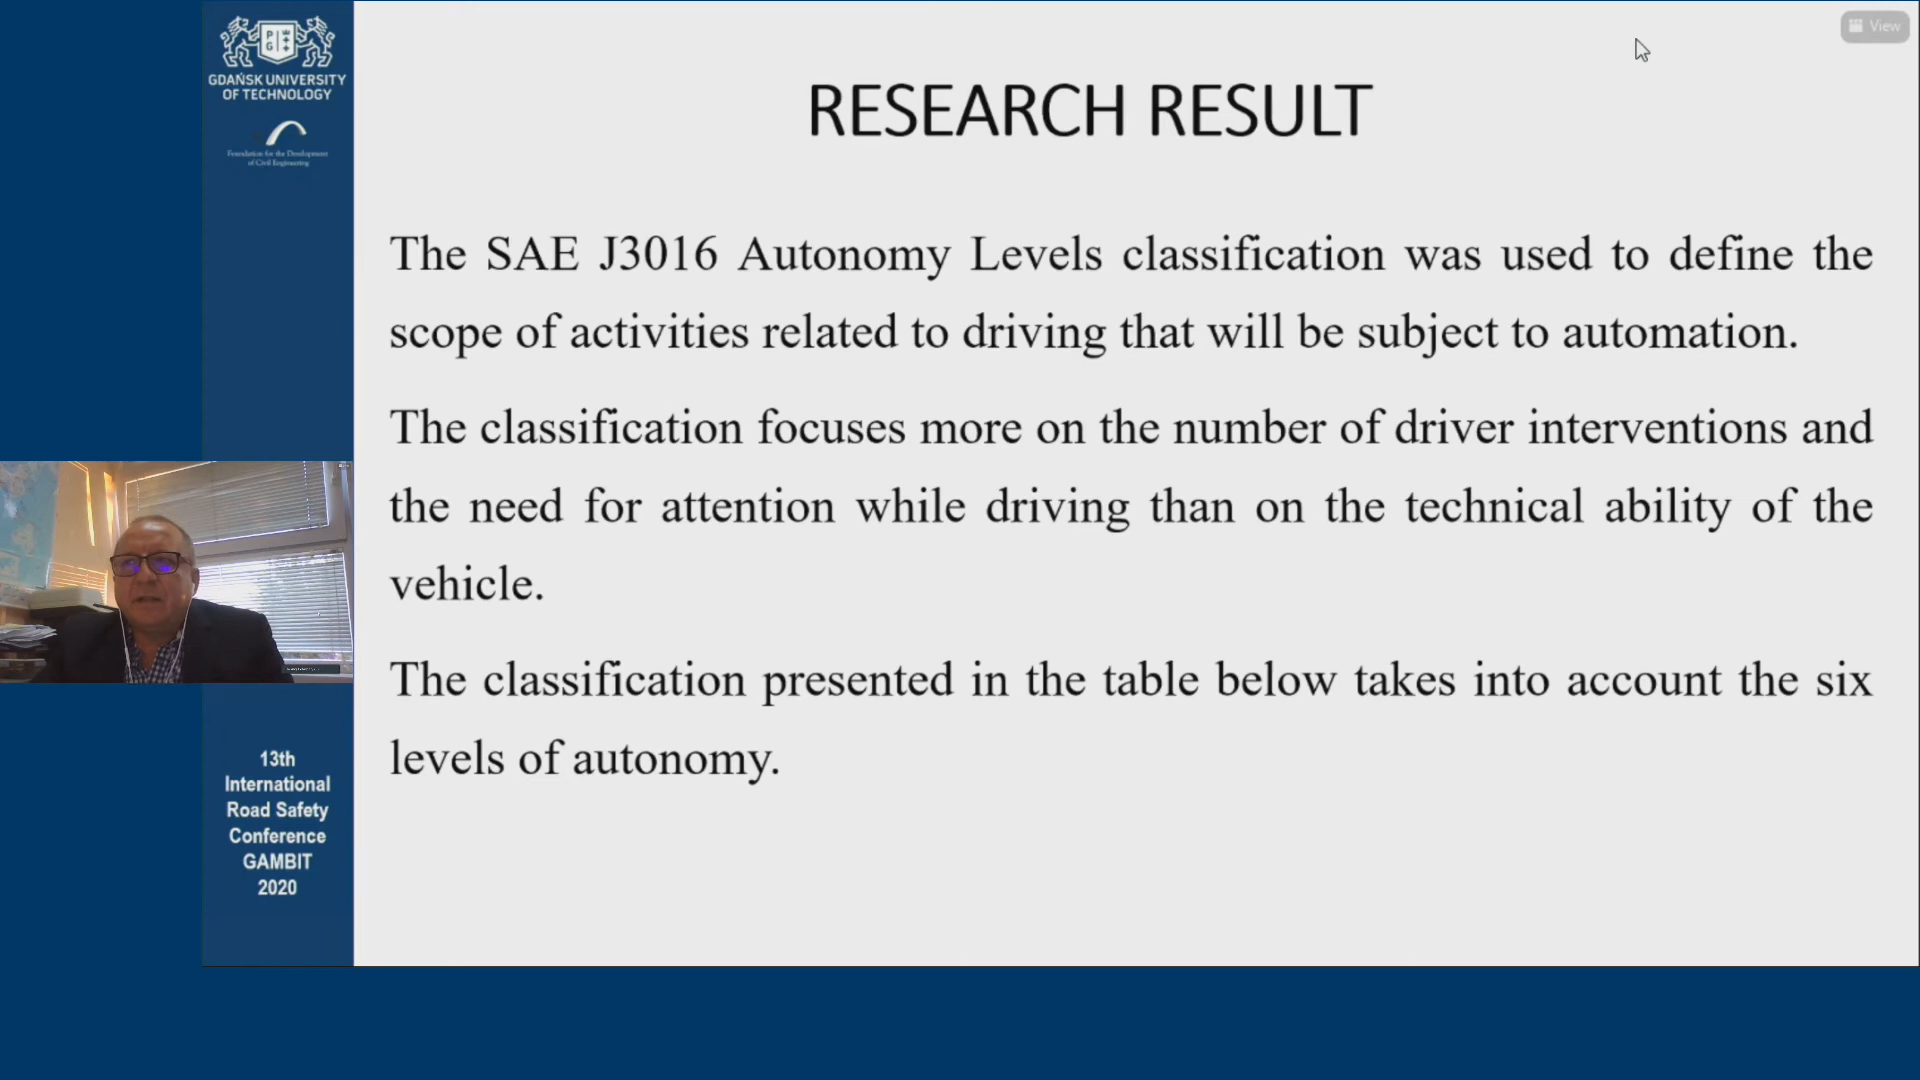 P G
GDAŃSK UNIVERSITY
OF TECHNOLOGY
Foundation for the Development
of Civil Engineering
View
RESEARCH RESULT
The SAE J3016 Autonomy Levels classification was used to define the
scope of activities related to driving that will be subject to automation.
The classification focuses more on the number of driver interventions and
the need for attention while driving than on the technical ability of the
vehicle.
The classification presented in the table below takes into account the six
levels of autonomy.
13th
International
Road Safety
Conference
GAMBIT
2020